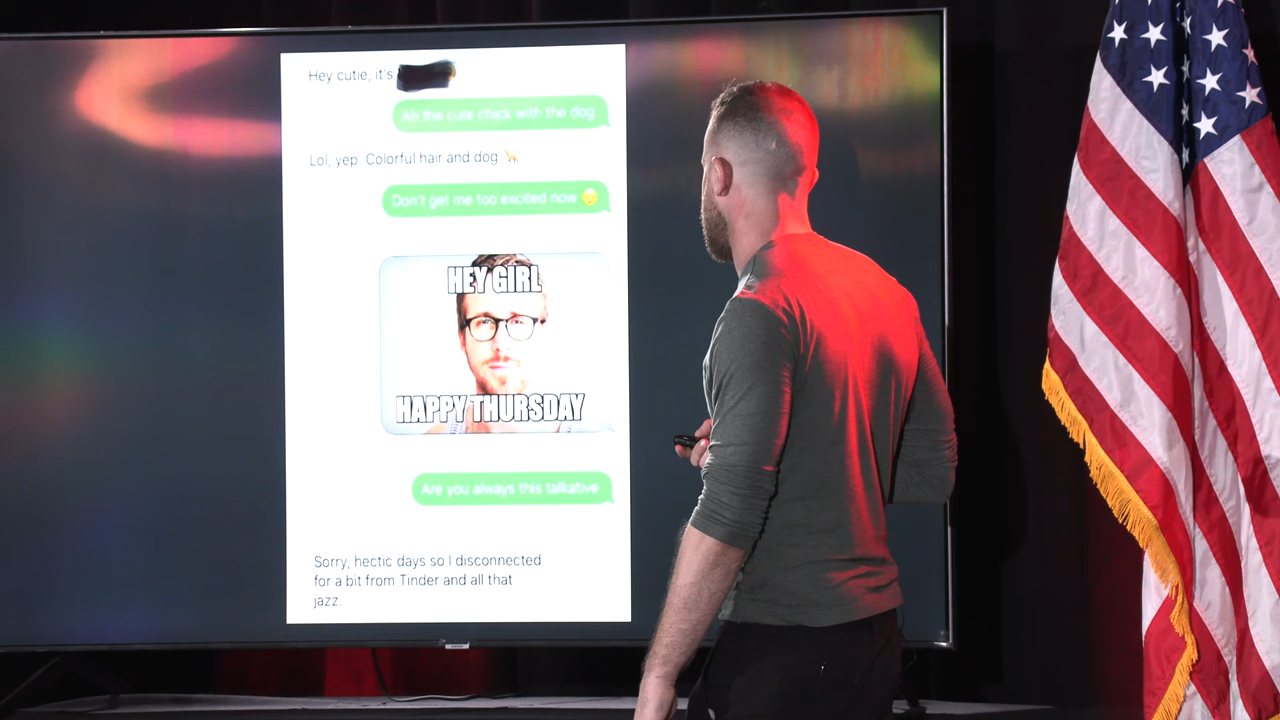 Hey cutie, it's
Ah the cute chick with the dog
Lol, yep. Colorful hair and dog 🐕
Don't get me too excited now 😏
HEY GIRL
HAPPY THURSDAY
Are you always this talkative
Sorry, hectic days so I disconnected
for a bit from Tinder and all that
jazz.